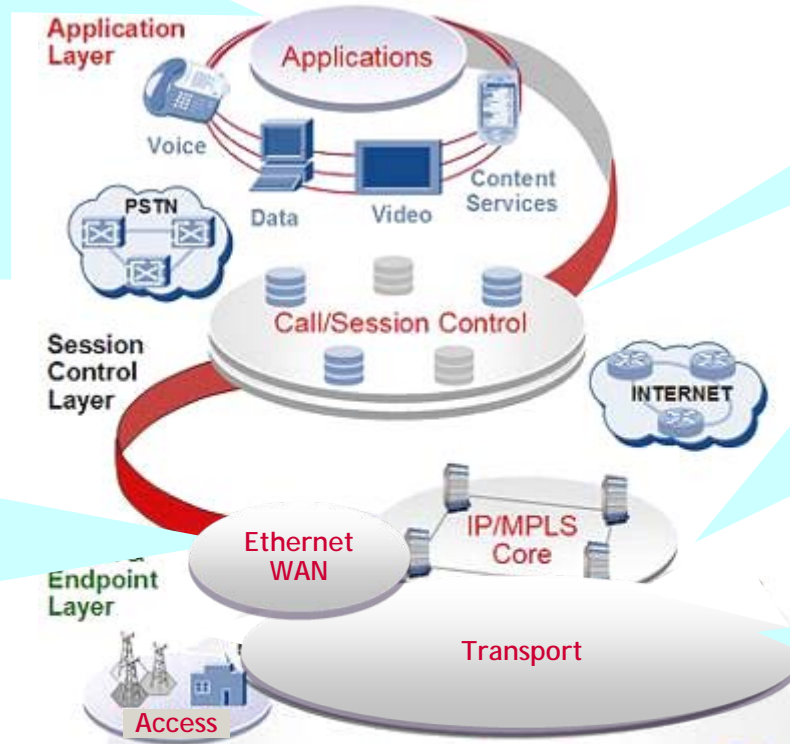 Application
Layer
Applications
Voice
Data
Video
Content
Services
PSTN
Call/Session Control
Session
Control
Layer
INTERNET
Ethernet
WAN
IP/MPLS
Core
Endpoint
Layer
Transport
Access